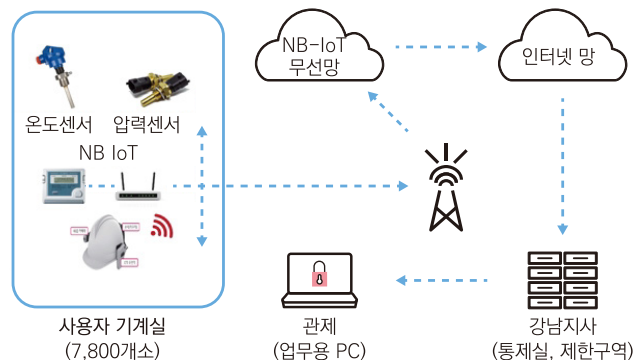 온도센서
압력센서
NB IoT
사용자 기계실
(7,800개소)
NB-IoT
무선망
인터넷 망
관제
(업무용 PC)
강남지사
(통제실, 제한구역)